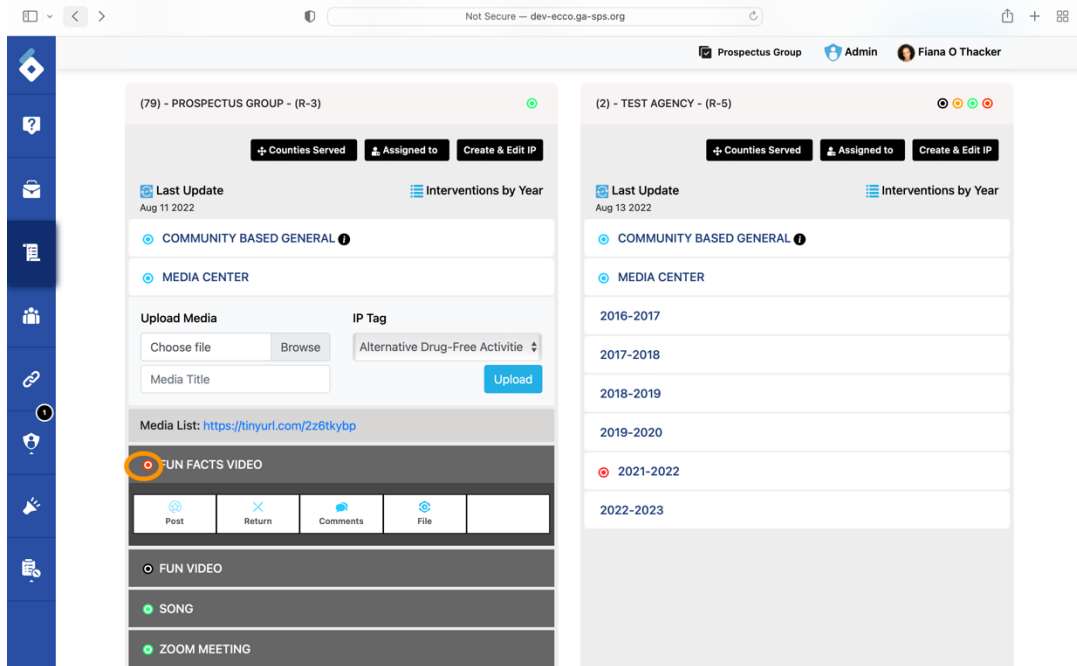 Not Secure — dev-ecco.ga-sps.org
Prospectus Group Admin Fiana O Thacker
(79) - PROSPECTUS GROUP - (R-3)
Counties Served Assigned to Create & Edit IP
Last Update Interventions by Year
Aug 11 2022
COMMUNITY BASED GENERAL i
MEDIA CENTER
Upload Media IP Tag
Choose file Browse Alternative Drug-Free Activitie
Media Title Upload
Media List: https://tinyurl.com/2z6tkybp
FUN FACTS VIDEO
Post Return Comments File
FUN VIDEO
SONG
ZOOM MEETING
(2) - TEST AGENCY - (R-5)
Counties Served Assigned to Create & Edit IP
Last Update Interventions by Year
Aug 13 2022
COMMUNITY BASED GENERAL i
MEDIA CENTER
2016-2017
2017-2018
2018-2019
2019-2020
2021-2022
2022-2023
1